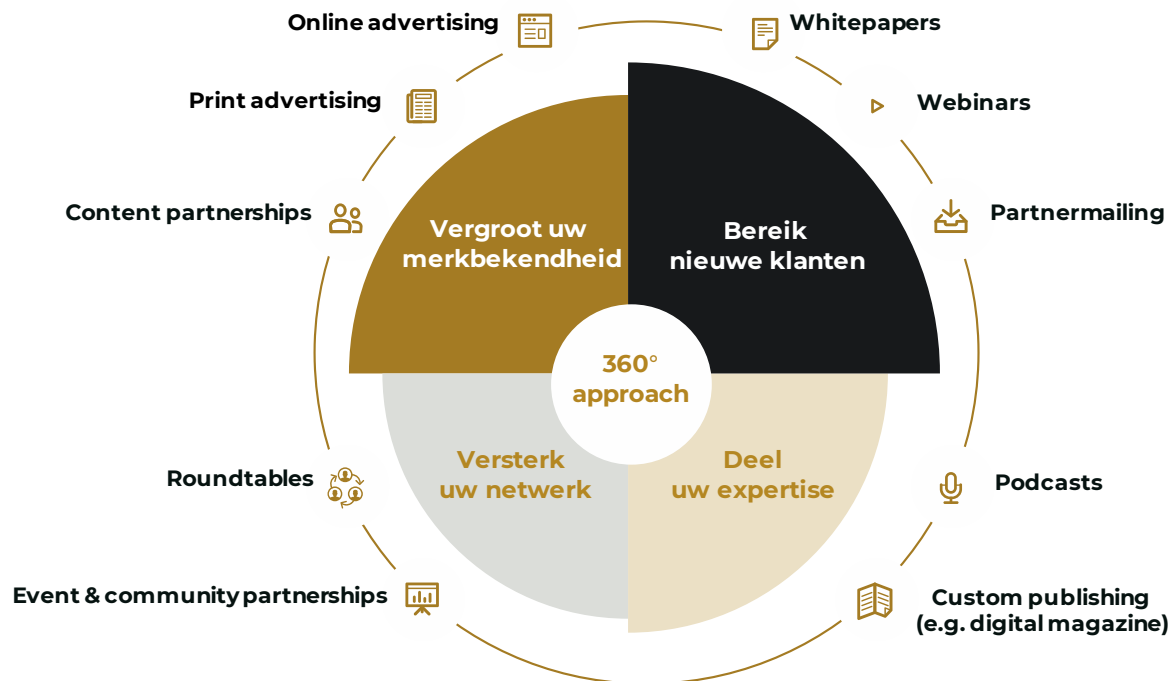 Online advertising
Whitepapers
Print advertising
Webinars
Content partnerships
Partnermailing
Vergroot uw
merkbekendheid
Bereik
nieuwe klanten
360°
approach
Versterk
uw netwerk
Deel
uw expertise
Roundtables
Podcasts
Event & community partnerships
Custom publishing
(e.g. digital magazine)